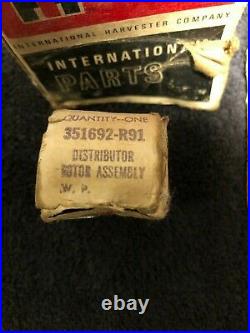 INTERNATIONAL HARVESTER COMPANY
INTERNATIONAL
PARTS
QUANTITY--ONE
351692-R91
DISTRIBUTOR
ROTOR ASSEMBLY
W. P.